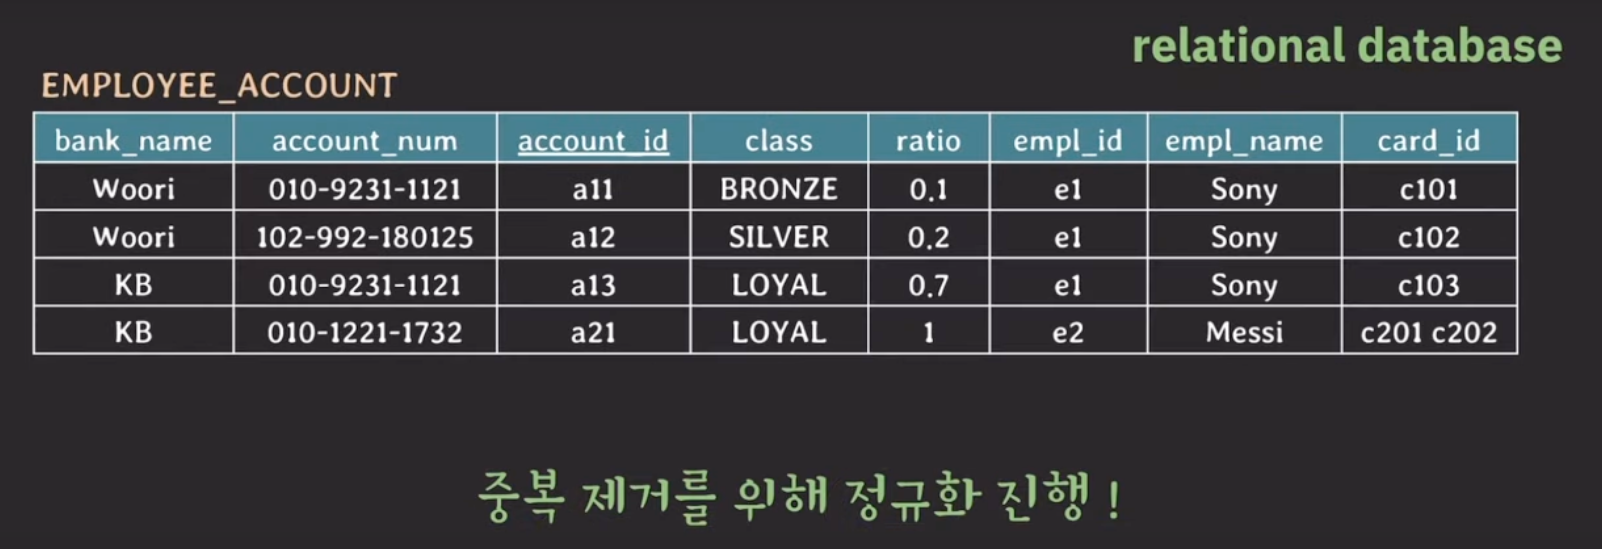 relational database
EMPLOYEE_ACCOUNT
bank_name account_num account_id class ratio empl_id empl_name card_id
Woori 010-9231-1121 a11 BRONZE 0.1 e1 Sony c101
Woori 102-992-180125 a12 SILVER 0.2 e1 Sony c102
KB 010-9231-1121 a13 LOYAL 0.7 e1 Sony c103
KB 010-1221-1732 a21 LOYAL 1 e2 Messi c201 c202
중복 제거를 위해 정규화 진행 !